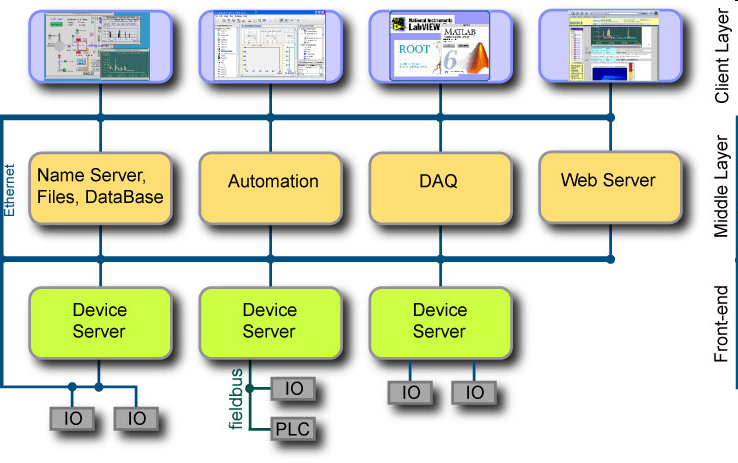 National Instruments
LabVIEW
MATLAB
ROOT
6
Client Layer
Ethernet
Name Server,
Files, DataBase
Automation
DAQ
Web Server
Middle Layer
Device
Server
Device
Server
Device
Server
Front-end
fieldbus
IO
IO
IO
PLC
IO
IO